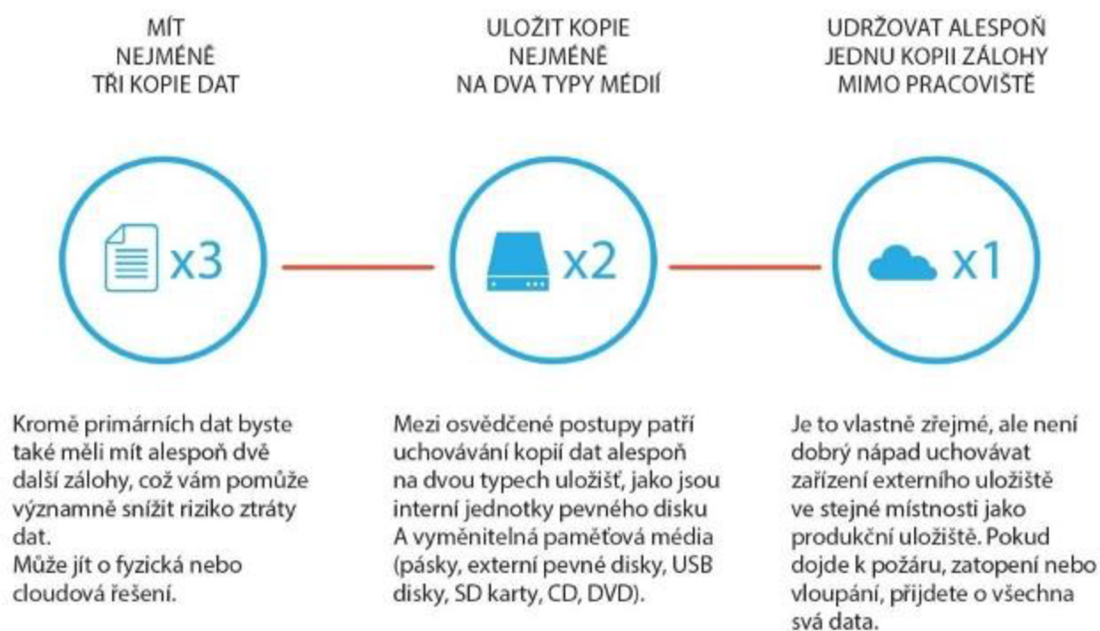 MÍT
NEJMÉNĚ
TŘI KOPIE DAT
x3
Kromě primárních dat byste
také měli mít alespoň dvě
další zálohy, což vám pomůže
významně snížit riziko ztráty
dat.
Může jít o fyzická nebo
cloudová řešení.
ULOŽIT KOPIE
NEJMÉNĚ
NA DVA TYPY MÉDIÍ
x2
Mezi osvědčené postupy patří
uchovávání kopií dat alespoň
na dvou typech uložišť, jako jsou
interní jednotky pevného disku
A vyměnitelná paměťová média
(pásky, externí pevné disky, USB
disky, SD karty, CD, DVD).
UDRŽOVAT ALESPOŇ
JEDNU KOPII ZÁLOHY
MIMO PRACOVIŠTĚ
x1
Je to vlastně zřejmé, ale není
dobrý nápad uchovávat
zařízení externího uložiště
ve stejné místnosti jako
produkční uložiště. Pokud
dojde k požáru, zatopení nebo
vloupání, přijdete o všechna
svá data.